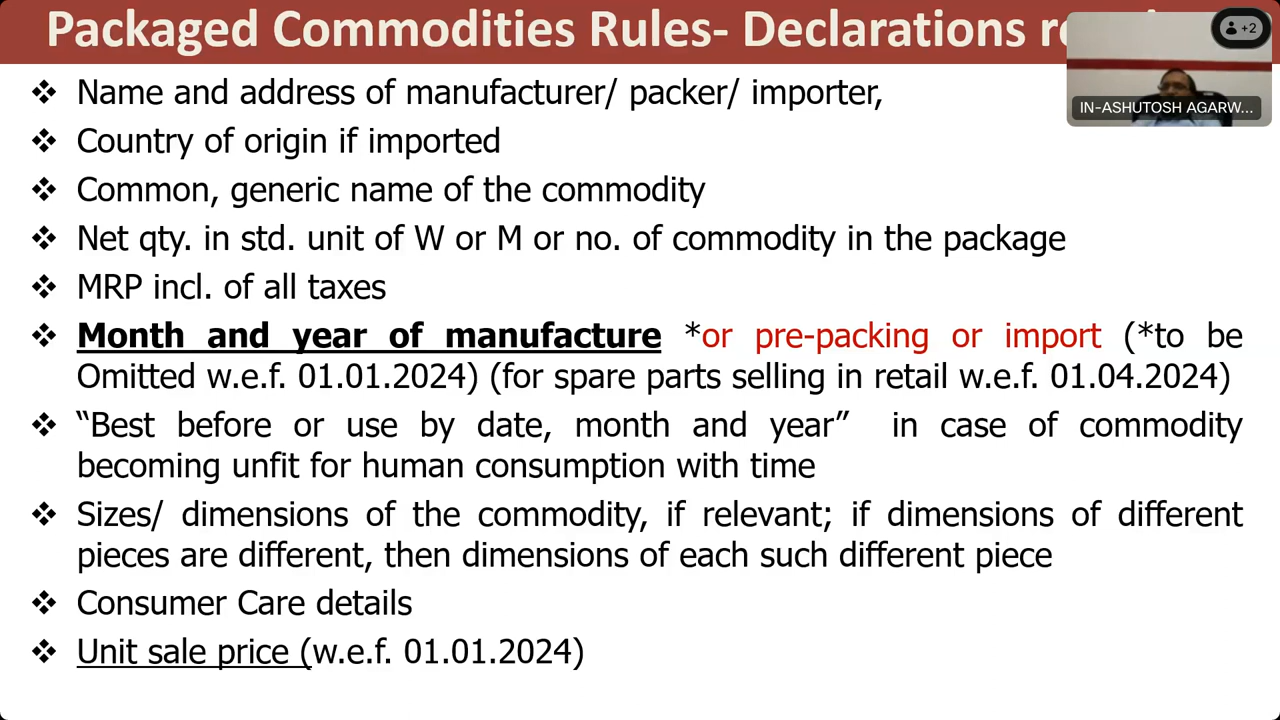 Packaged Commodities Rules- Declarations
+2
IN-ASHUTOSH AGARW...
❖ Name and address of manufacturer/ packer/ importer,
❖ Country of origin if imported
❖ Common, generic name of the commodity
❖ Net qty. in std. unit of W or M or no. of commodity in the package
❖ MRP incl. of all taxes
❖ Month and year of manufacture *or pre-packing or import (*to be
Omitted w.e.f. 01.01.2024) (for spare parts selling in retail w.e.f. 01.04.2024)
❖ “Best before or use by date, month and year” in case of commodity
becoming unfit for human consumption with time
❖ Sizes/ dimensions of the commodity, if relevant; if dimensions of different
pieces are different, then dimensions of each such different piece
❖ Consumer Care details
❖ Unit sale price (w.e.f. 01.01.2024)